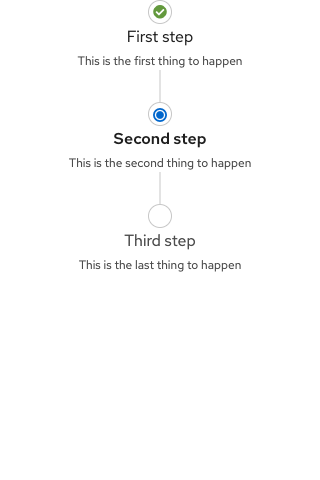 First step
This is the first thing to happen
Second step
This is the second thing to happen
Third step
This is the last thing to happen